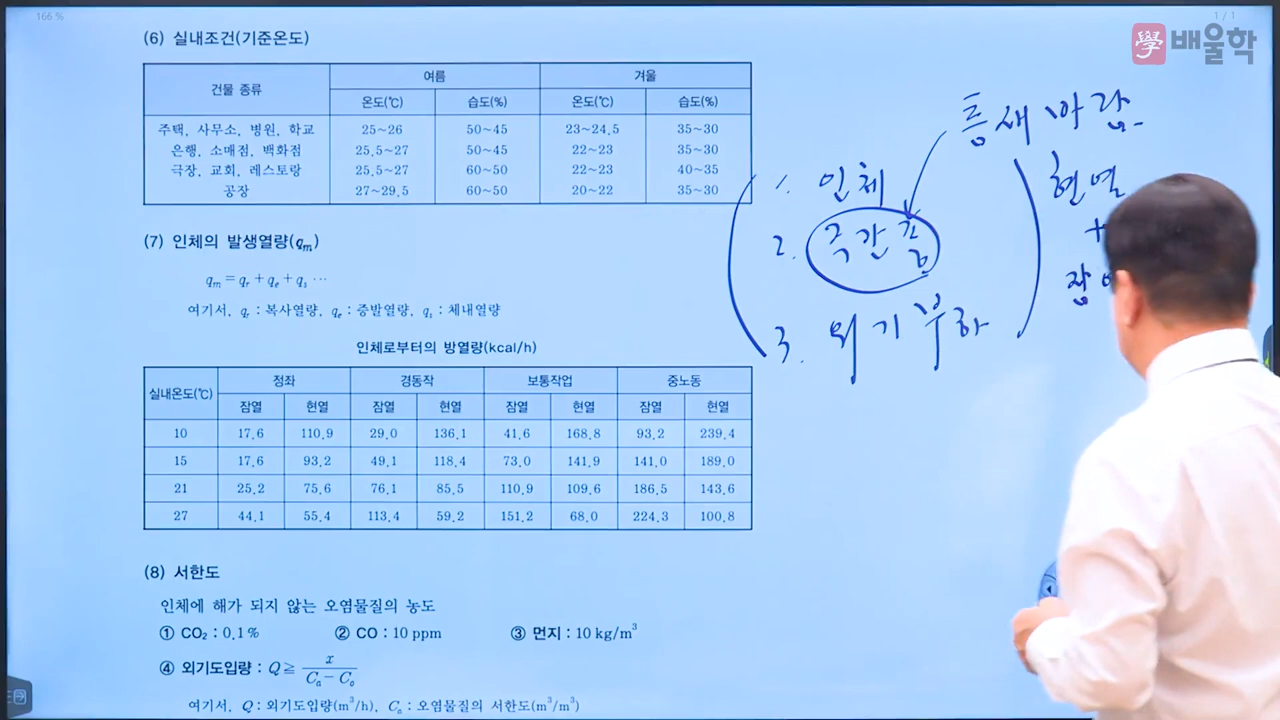 166 %
1 / 1
學 배울학
(6) 실내조건(기준온도)
건물 종류 여름 겨울
온도(℃) 습도(%) 온도(℃) 습도(%)
주택, 사무소, 병원, 학교 25~26 50~45 23~24.5 35~30
은행, 소매점, 백화점 25.5~27 50~45 22~23 35~30
극장, 교회, 레스토랑 25.5~27 60~50 22~23 40~35
공장 27~29.5 60~50 20~22 35~30
(7) 인체의 발생열량(qm)
qm = qr + qe + qs ⋯
여기서, qr : 복사열량, qe : 증발열량, qs : 체내열량
인체로부터의 방열량(kcal/h)
실내온도(℃) 정좌 경동작 보통작업 중노동
잠열 현열 잠열 현열 잠열 현열 잠열 현열
10 17.6 110.9 29.0 136.1 41.6 168.8 93.2 239.4
15 17.6 93.2 49.1 118.4 73.0 141.9 141.0 189.0
21 25.2 75.6 76.1 85.5 110.9 109.6 186.5 143.6
27 44.1 55.4 113.4 59.2 151.2 68.0 224.3 100.8
(8) 서한도
인체에 해가 되지 않는 오염물질의 농도
① CO₂ : 0.1% ② CO : 10 ppm ③ 먼지 : 10 kg/m³
④ 외기도입량 : Q ≧ x / (Ca - Co)
여기서, Q : 외기도입량(m³/h), Ca : 오염물질의 서한도(m³/m³)
틈새바람
1. 인체
2. 극간풍
3. 외기부하
현열
+